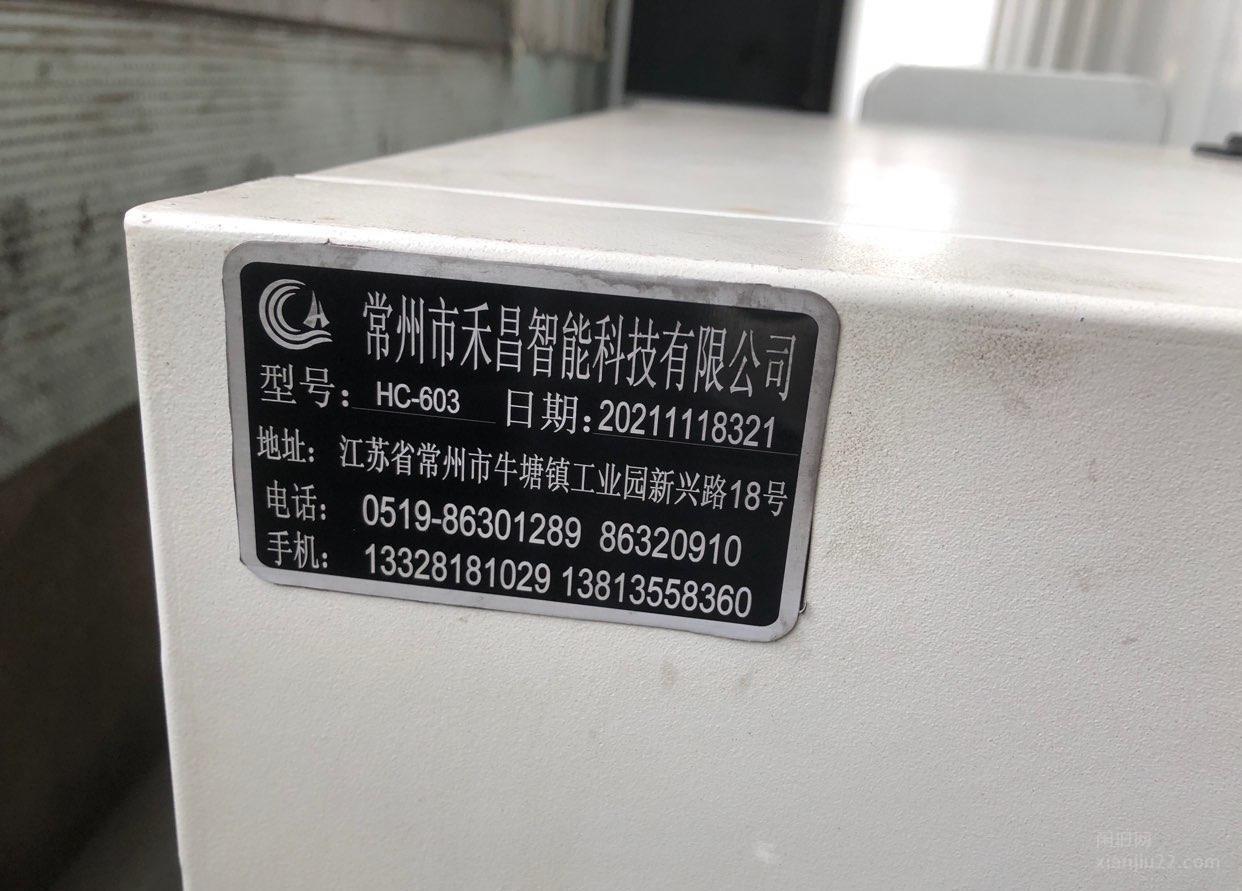 常州市禾昌智能科技有限公司
型号: HC-603 日期:20211118321
地址: 江苏省常州市牛塘镇工业园新兴路18号
电话: 0519-86301289 86320910
手机: 13328181029 13813558360
闲旧网
xianjiu22.com